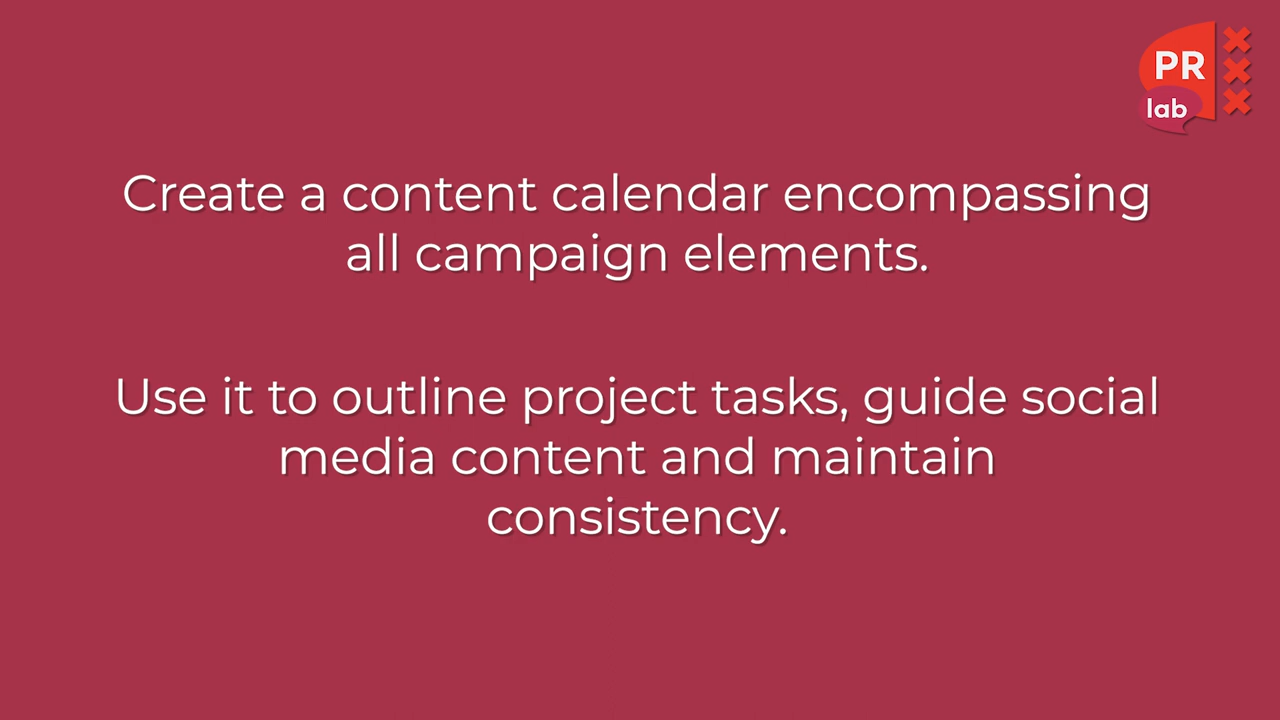 PR
lab
Create a content calendar encompassing
all campaign elements.
Use it to outline project tasks, guide social
media content and maintain
consistency.